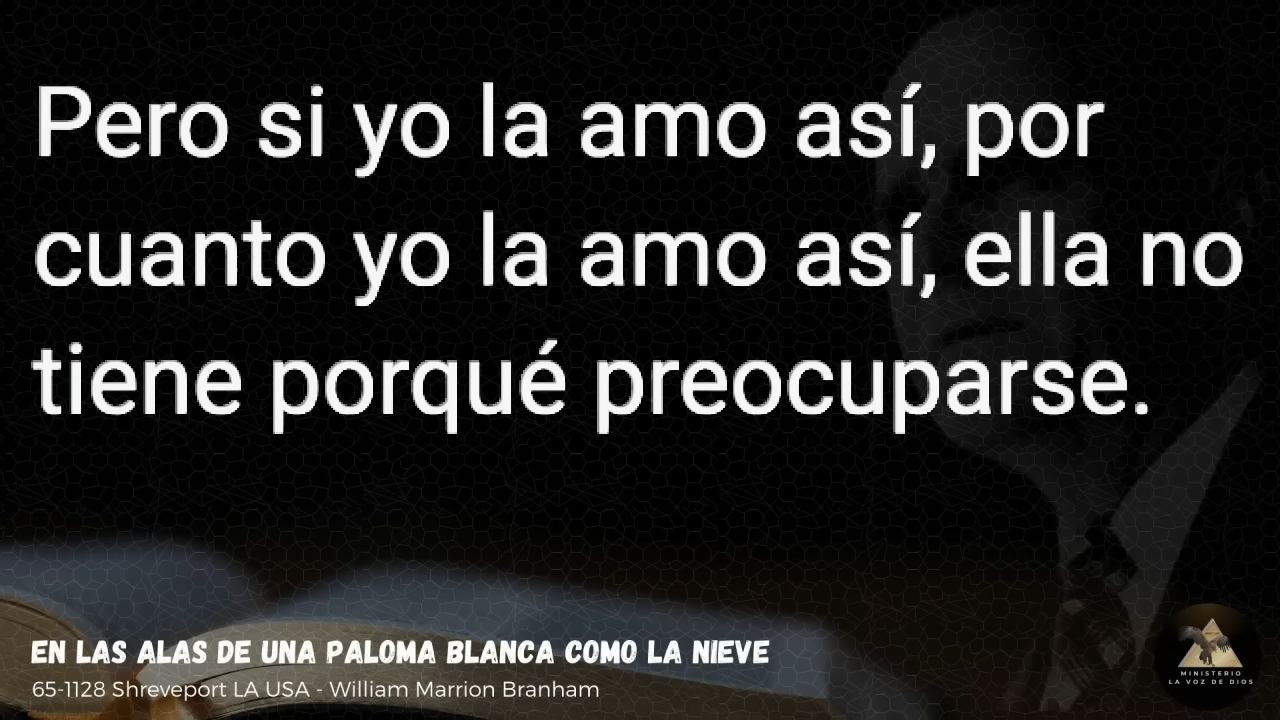 Pero si yo la amo así, por
cuanto yo la amo así, ella no
tiene porqué preocuparse.
EN LAS ALAS DE UNA PALOMA BLANCA COMO LA NIEVE
65-1128 Shreveport LA USA - William Marrion Branham
MINISTERIO
LA VOZ DE DIOS